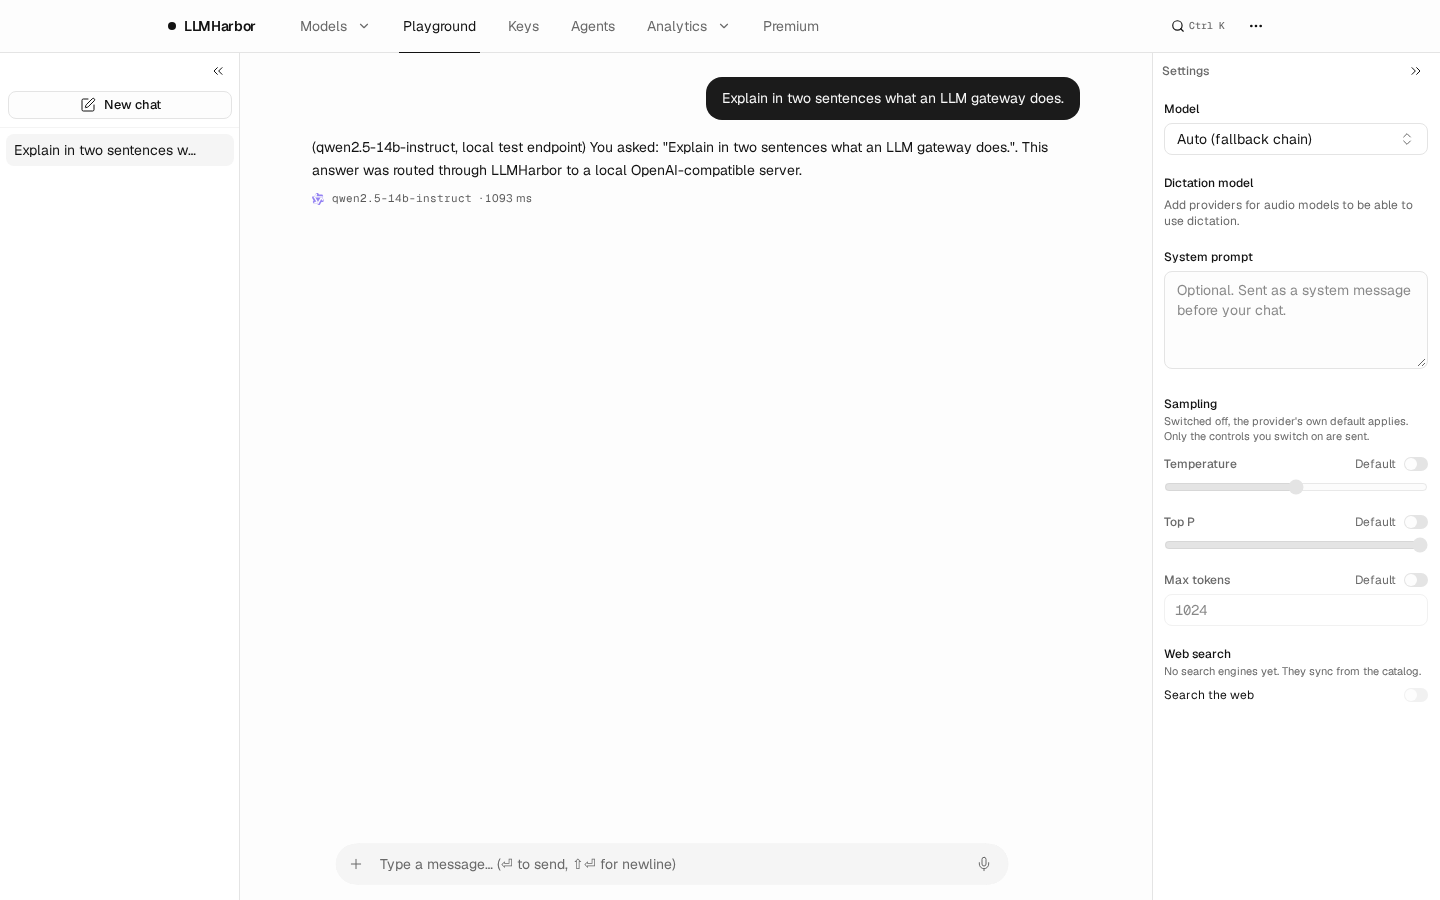 LLMHarbor
Models
Playground
Keys
Agents
Analytics
Premium
Ctrl K
New chat
Explain in two sentences w...
Explain in two sentences what an LLM gateway does.
(qwen2.5-14b-instruct, local test endpoint) You asked: "Explain in two sentences what an LLM gateway does.". This
answer was routed through LLMHarbor to a local OpenAI-compatible server.
qwen2.5-14b-instruct · 1093 ms
Type a message... (⏎ to send, ⇧⏎ for newline)
Settings
Model
Auto (fallback chain)
Dictation model
Add providers for audio models to be able to
use dictation.
System prompt
Optional. Sent as a system message
before your chat.
Sampling
Switched off, the provider's own default applies.
Only the controls you switch on are sent.
Temperature Default
Top P Default
Max tokens Default
1024
Web search
No search engines yet. They sync from the catalog.
Search the web